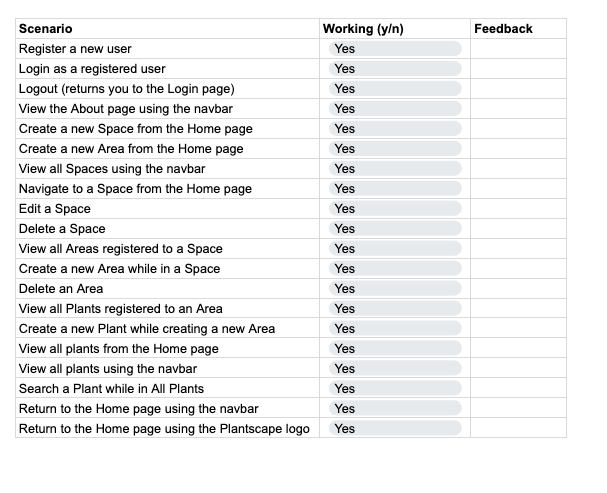 Scenario Working (y/n) Feedback
Register a new user Yes
Login as a registered user Yes
Logout (returns you to the Login page) Yes
View the About page using the navbar Yes
Create a new Space from the Home page Yes
Create a new Area from the Home page Yes
View all Spaces using the navbar Yes
Navigate to a Space from the Home page Yes
Edit a Space Yes
Delete a Space Yes
View all Areas registered to a Space Yes
Create a new Area while in a Space Yes
Delete an Area Yes
View all Plants registered to an Area Yes
Create a new Plant while creating a new Area Yes
View all plants from the Home page Yes
View all plants using the navbar Yes
Search a Plant while in All Plants Yes
Return to the Home page using the navbar Yes
Return to the Home page using the Plantscape logo Yes